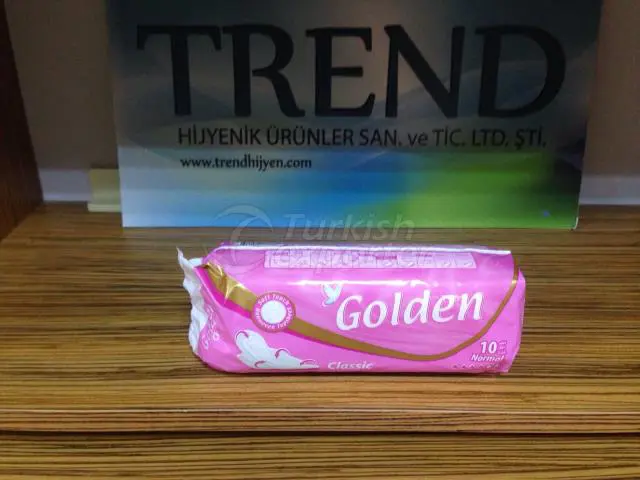 TREND
HİJYENİK ÜRÜNLER SAN. ve TİC. LTD. ŞTİ.
www.trendhijyen.com
Turkish
Golden
10
Normal
Classic